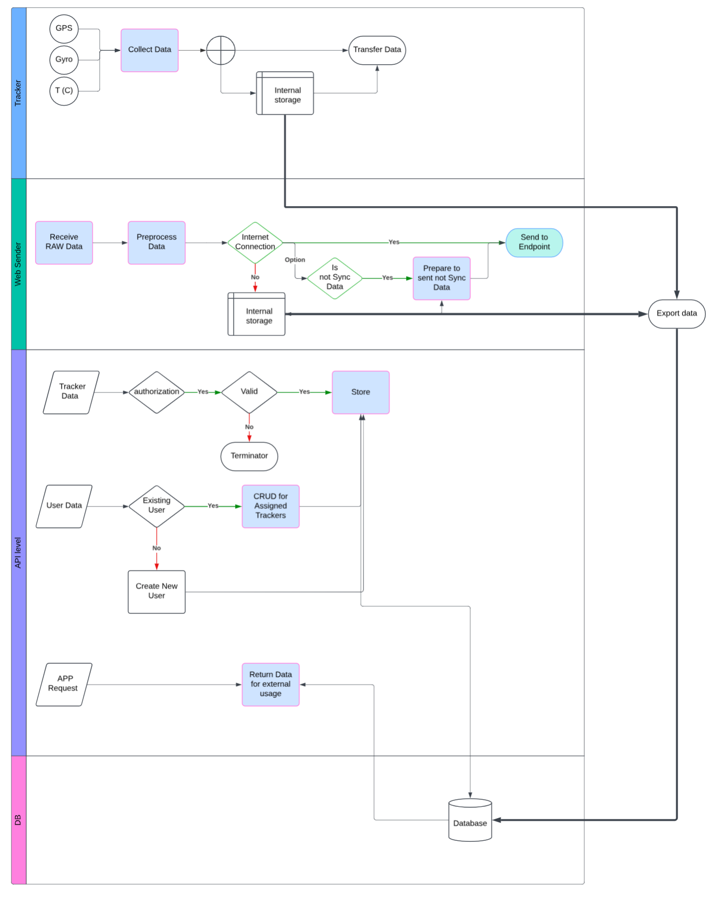 Tracker
GPS
Gyro
T (C)
Collect Data
Transfer Data
Internal
storage
Web Sender
Receive
RAW Data
Preprocess
Data
Internet
Connection
Yes
Option
No
Is
not Sync
Data
Yes
Prepare to
sent not Sync
Data
Send to
Endpoint
Internal
storage
Export data
API level
Tracker
Data
authorization
Yes
Valid
Yes
Store
No
Terminator
User Data
Existing
User
Yes
CRUD for
Assigned
Trackers
No
Create New
User
APP
Request
Return Data
for external
usage
DB
Database